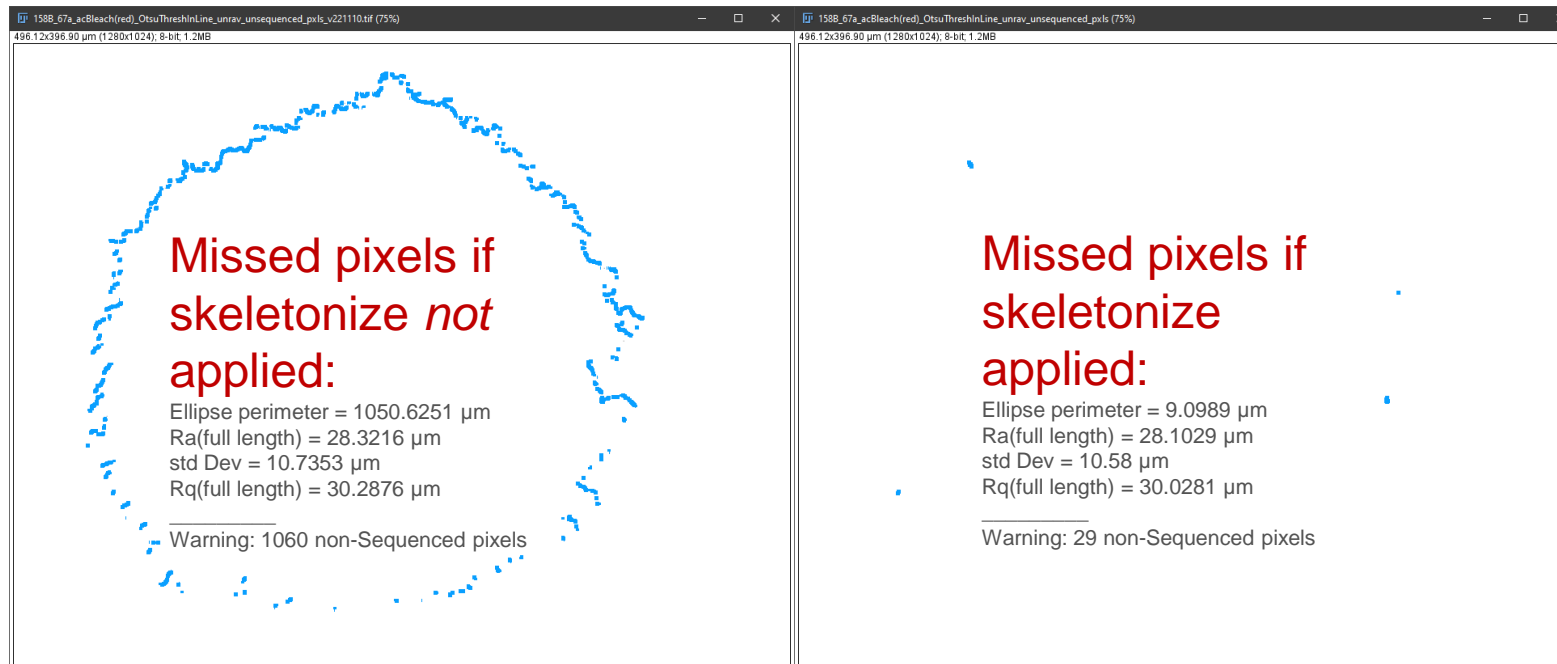 158B_67a_acBleach(red)_OtsuThreshInLine_unrav_unsequenced_pxls_v221110.tif (75%)
496.12x396.90 µm (1280x1024); 8-bit; 1.2MB
Missed pixels if
skeletonize not
applied:
Ellipse perimeter = 1050.6251 µm
Ra(full length) = 28.3216 µm
std Dev = 10.7353 µm
Rq(full length) = 30.2876 µm
_________
Warning: 1060 non-Sequenced pixels
158B_67a_acBleach(red)_OtsuThreshInLine_unrav_unsequenced_pxls (75%)
496.12x396.90 µm (1280x1024); 8-bit; 1.2MB
Missed pixels if
skeletonize
applied:
Ellipse perimeter = 9.0989 µm
Ra(full length) = 28.1029 µm
std Dev = 10.58 µm
Rq(full length) = 30.0281 µm
_________
Warning: 29 non-Sequenced pixels